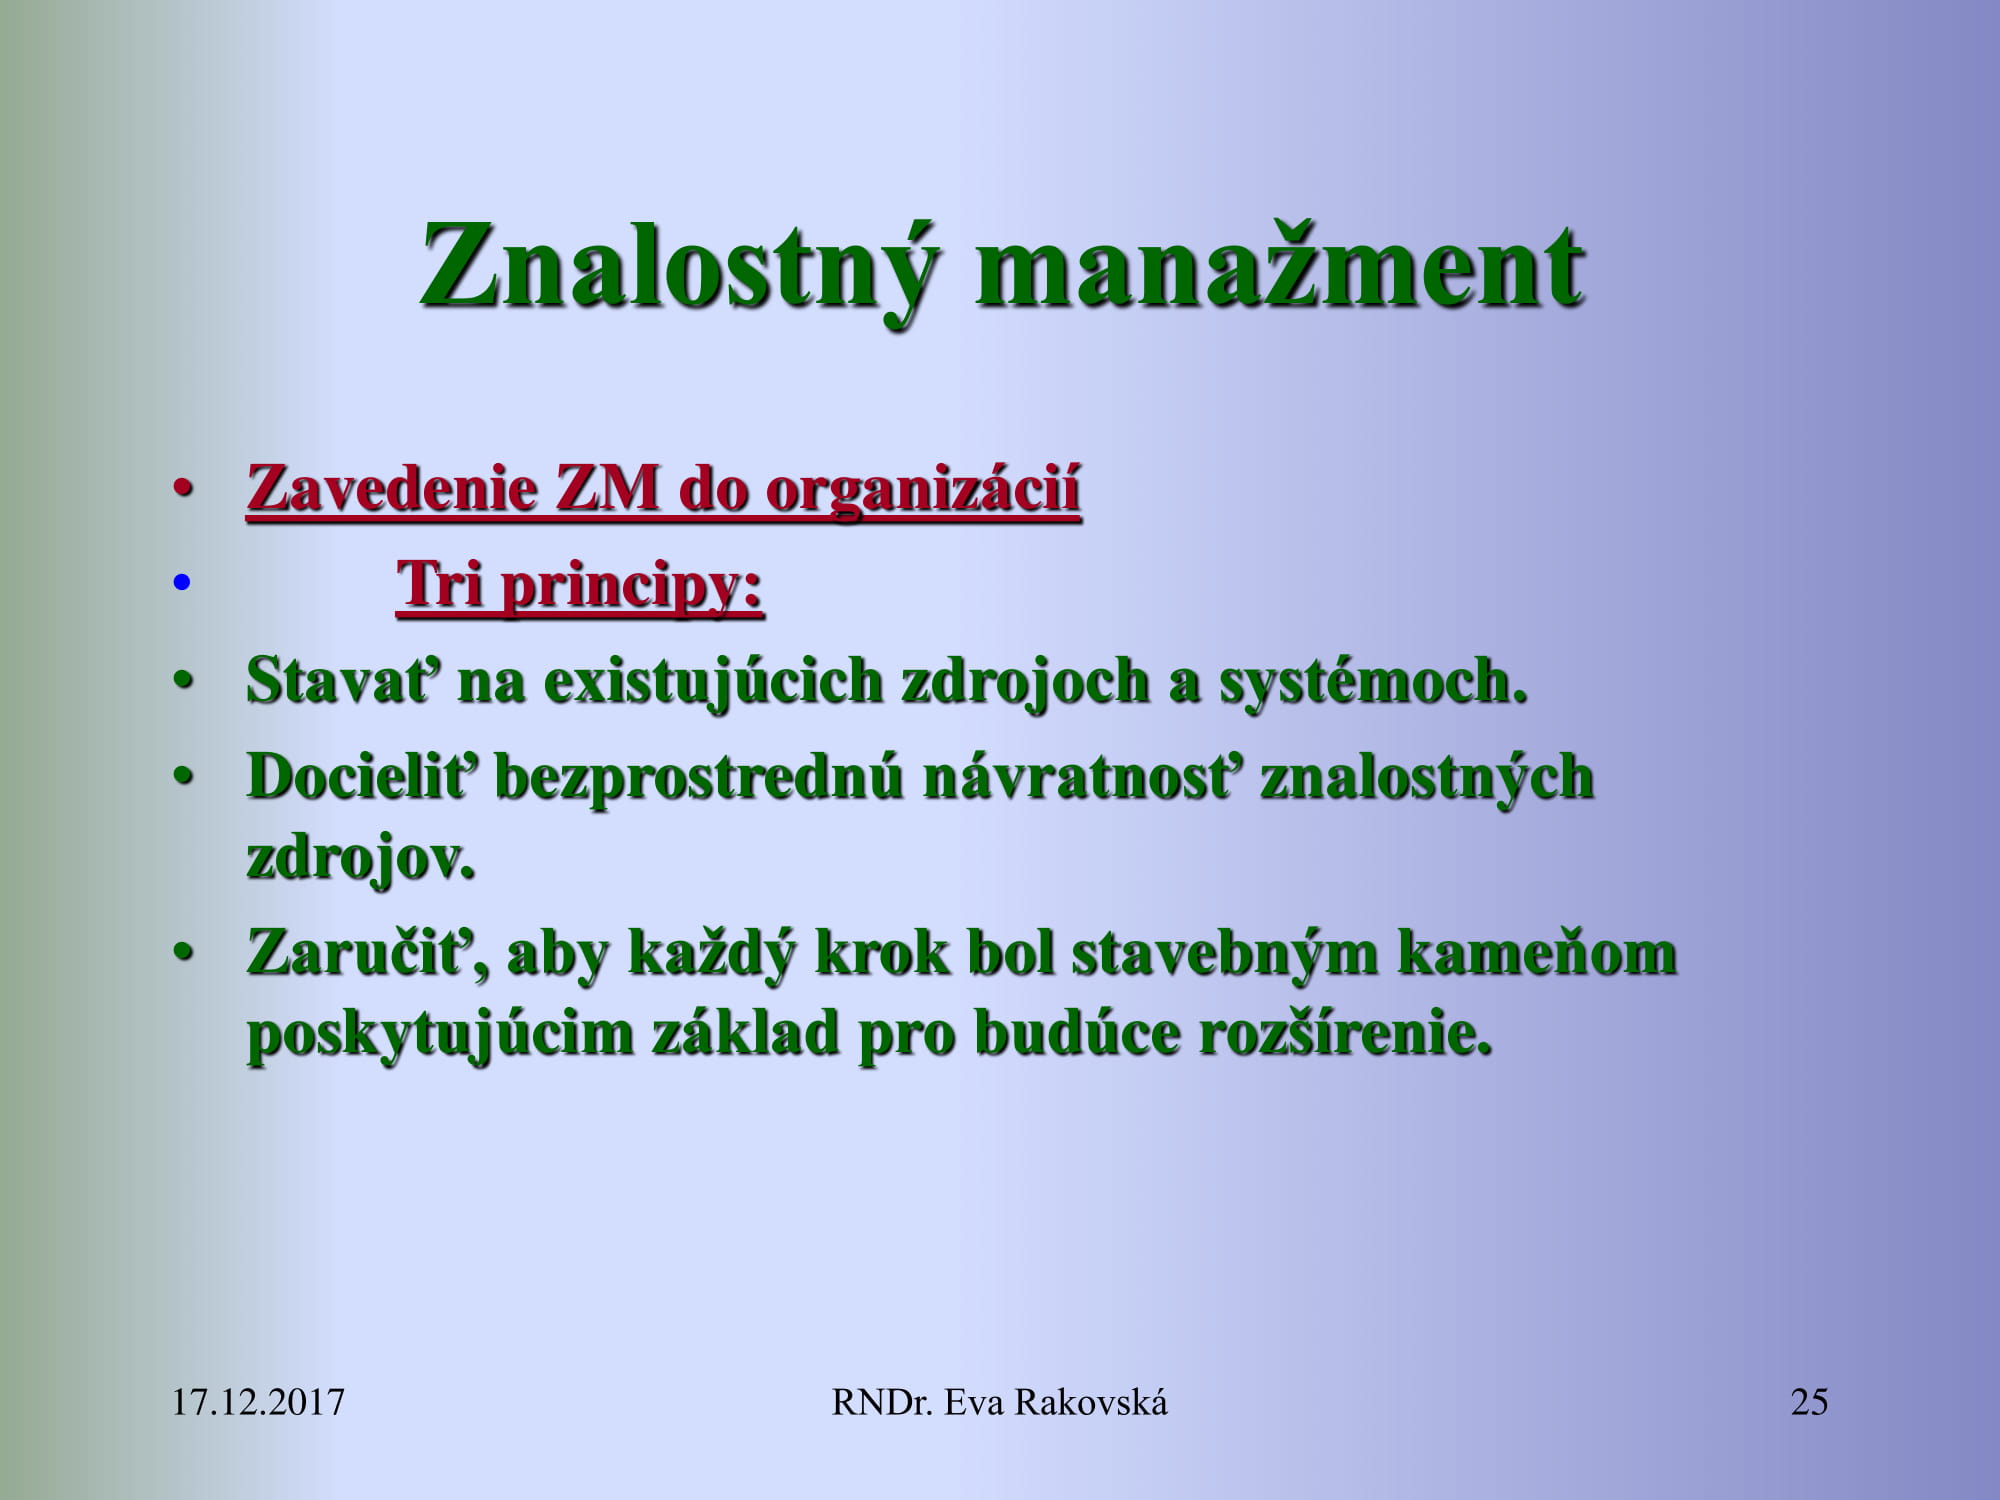 Znalostný manažment
• Zavedenie ZM do organizácií
• Tri principy:
• Stavať na existujúcich zdrojoch a systémoch.
• Docieliť bezprostrednú návratnosť znalostných
zdrojov.
• Zaručiť, aby každý krok bol stavebným kameňom
poskytujúcim základ pro budúce rozšírenie.
17.12.2017
RNDr. Eva Rakovská
25